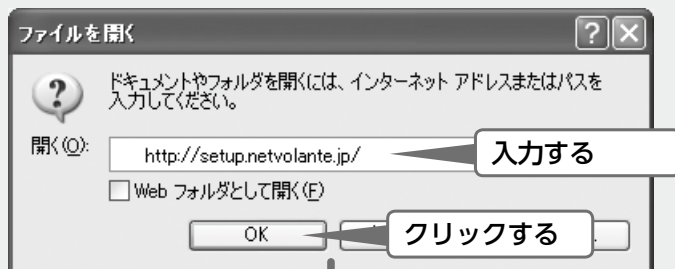 ファイルを開く
ドキュメントやフォルダを開くには、インターネット アドレスまたはパスを
入力してください。
開く(O):
http://setup.netvolante.jp/
入力する
Web フォルダとして開く(F)
OK
クリックする